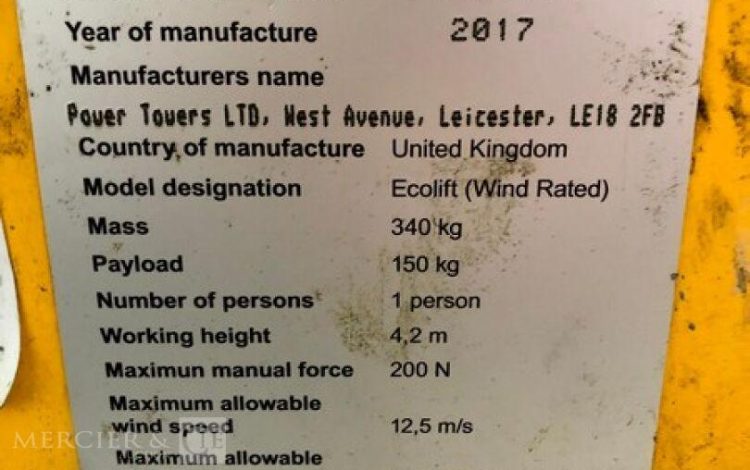 Year of manufacture 2017
Manufacturers name
Power Towers LTD, West Avenue, Leicester, LE18 2FB
Country of manufacture United Kingdom
Model designation Ecolift (Wind Rated)
Mass 340 kg
Payload 150 kg
Number of persons 1 person
Working height 4,2 m
Maximun manual force 200 N
Maximum allowable
wind speed 12,5 m/s
Maximum allowable
MERCIER & CIE